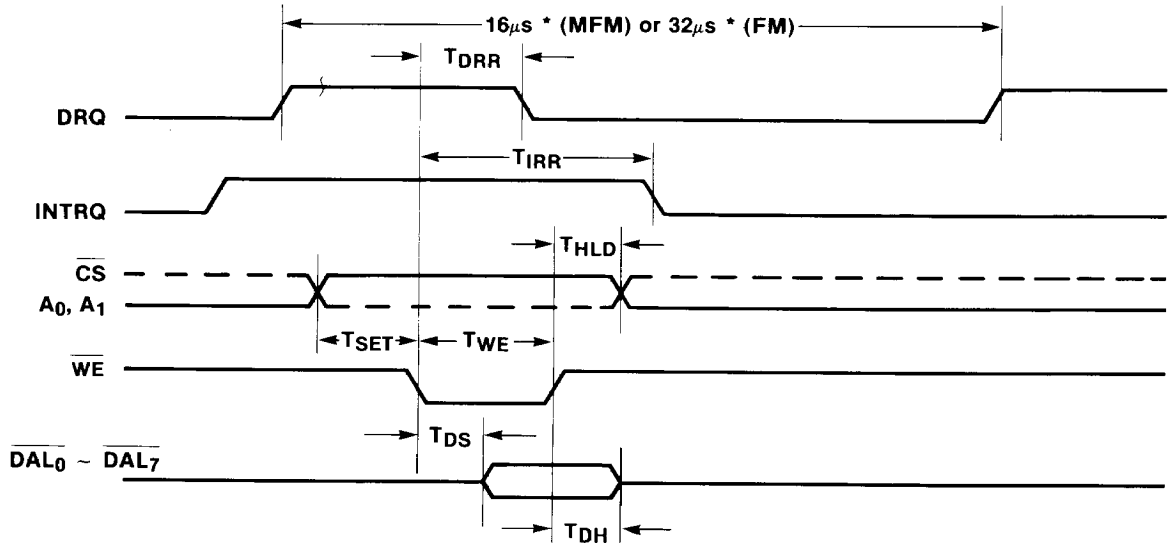 16μs * (MFM) or 32μs * (FM)
TDRR
DRQ
TIRR
INTRQ
THLD
CS
A0, A1
TSET
TWE
WE
TDS
DAL0 ~ DAL7
TDH